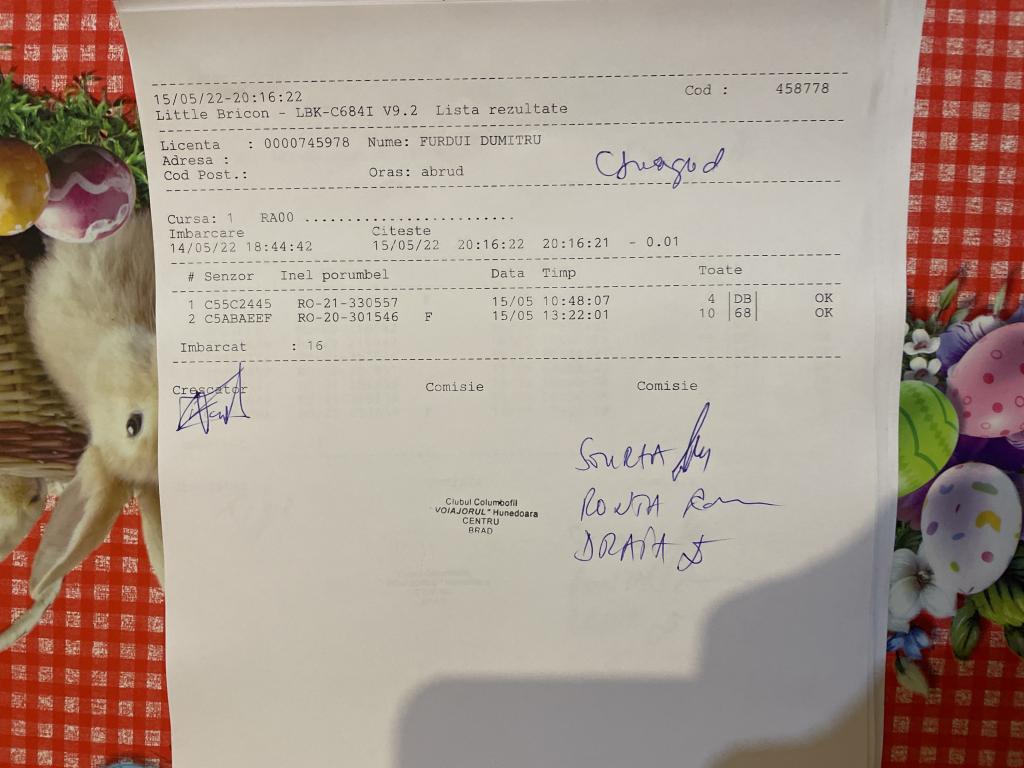 15/05/22-20:16:22 Cod : 458778
Little Bricon - LBK-C684I V9.2 Lista rezultate
Licenta : 0000745978 Nume: FURDUI DUMITRU
Adresa :
Cod Post.: Oras: abrud
Cursa: 1 RA00 ........................
Imbarcare Citeste
14/05/22 18:44:42 15/05/22 20:16:22 20:16:21 - 0.01
# Senzor Inel porumbel Data Timp Toate
1 C55C2445 RO-21-330557 15/05 10:48:07 4 |DB| OK
2 C5ABAEEF RO-20-301546 F 15/05 13:22:01 10 |68| OK
Imbarcat : 16
Crescator Comisie Comisie
Clubul Columbofil
"VOIAJORUL" Hunedoara
CENTRU
BRAD